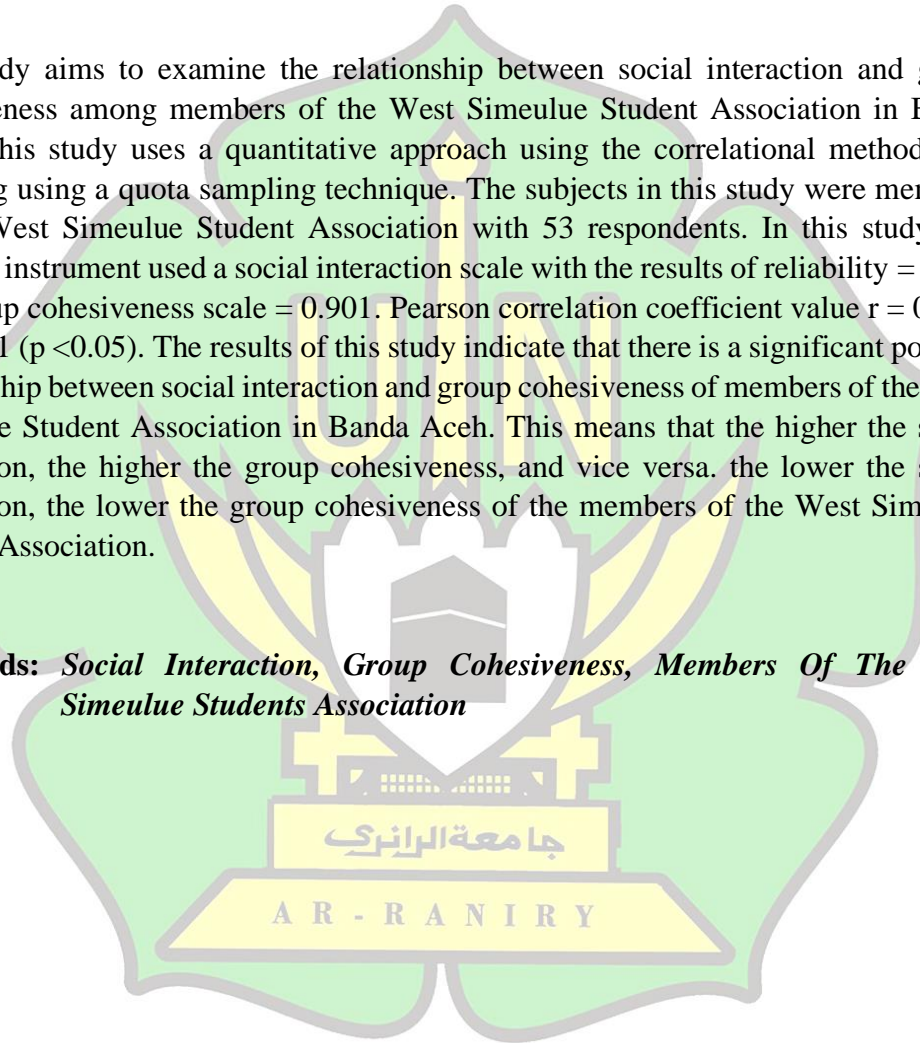 dy aims to examine the relationship between social interaction and g
eness among members of the West Simeulue Student Association in
his study uses a quantitative approach using the correlational method
g using a quota sampling technique. The subjects in this study were
West Simeulue Student Association with 53 respondents. In this study
instrument used a social interaction scale with the results of reliability =
up cohesiveness scale = 0.901. Pearson correlation coefficient value r = 0
1 (p <0.05). The results of this study indicate that there is a significant po
ship between social interaction and group cohesiveness of members of the
e Student Association in Banda Aceh. This means that the higher the s
on, the higher the group cohesiveness, and vice versa. the lower the s
on, the lower the group cohesiveness of the members of the West Sim
Association.
ds: Social Interaction, Group Cohesiveness, Members Of The
Simeulue Students Association
UIN
جامعة الرانري
AR-RANIRY